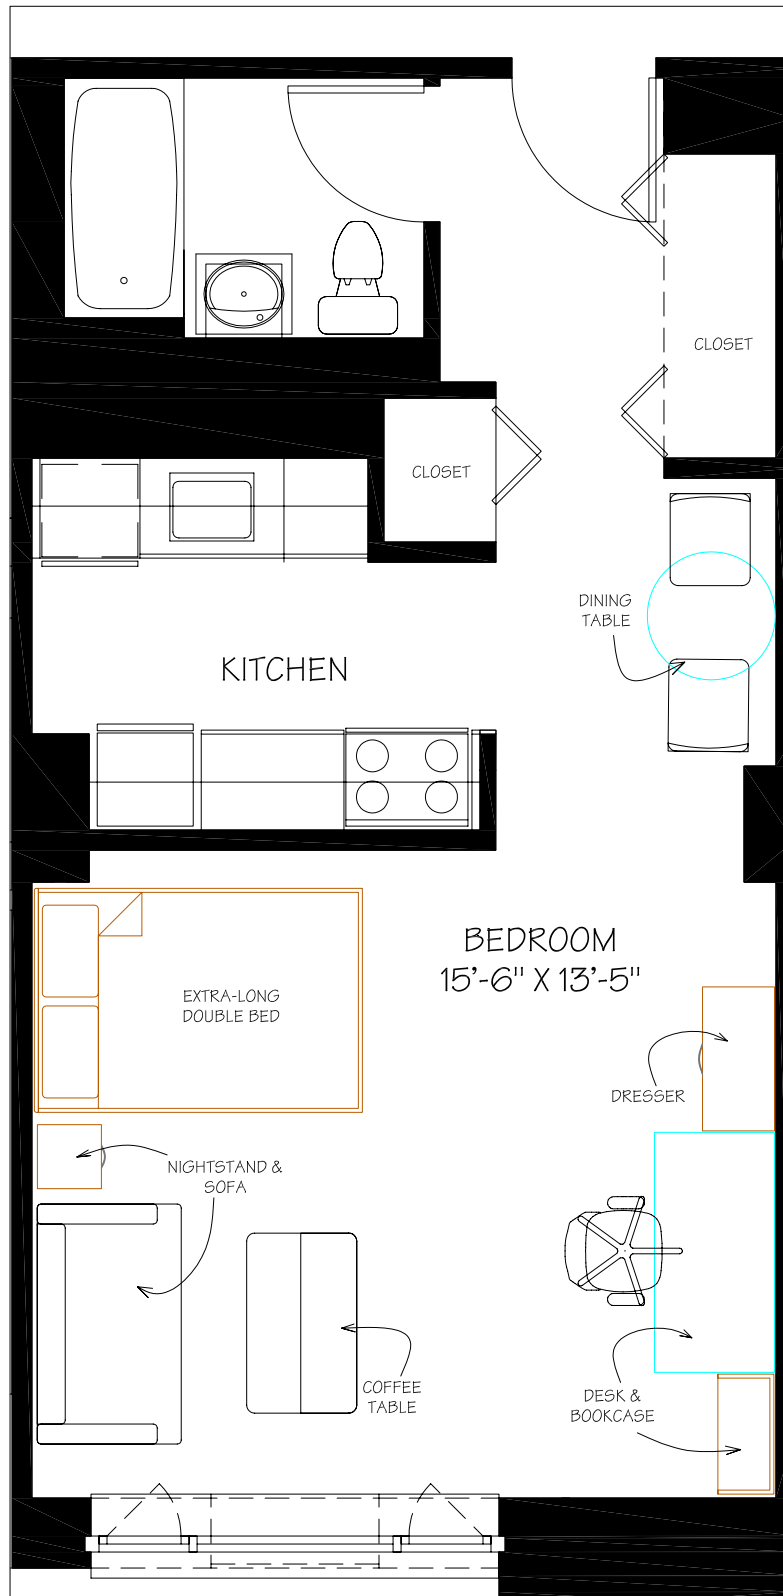 CLOSET
CLOSET
DINING
TABLE
KITCHEN
BEDROOM
15'-6" X 13'-5"
EXTRA-LONG
DOUBLE BED
DRESSER
NIGHTSTAND &
SOFA
COFFEE
TABLE
DESK &
BOOKCASE